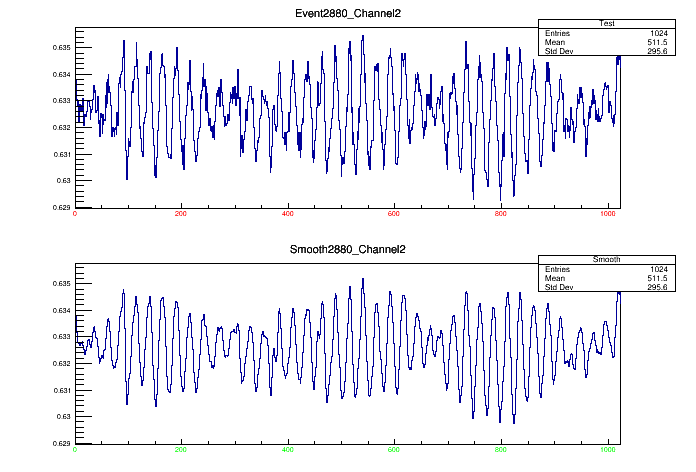 Event2880_Channel2
Test
Entries 1024
Mean 511.5
Std Dev 295.6
0.635
0.634
0.633
0.632
0.631
0.63
0.629
0 200 400 600 800 1000
Smooth2880_Channel2
Smooth
Entries 1024
Mean 511.5
Std Dev 295.6
0.635
0.634
0.633
0.632
0.631
0.63
0.629
0 200 400 600 800 1000